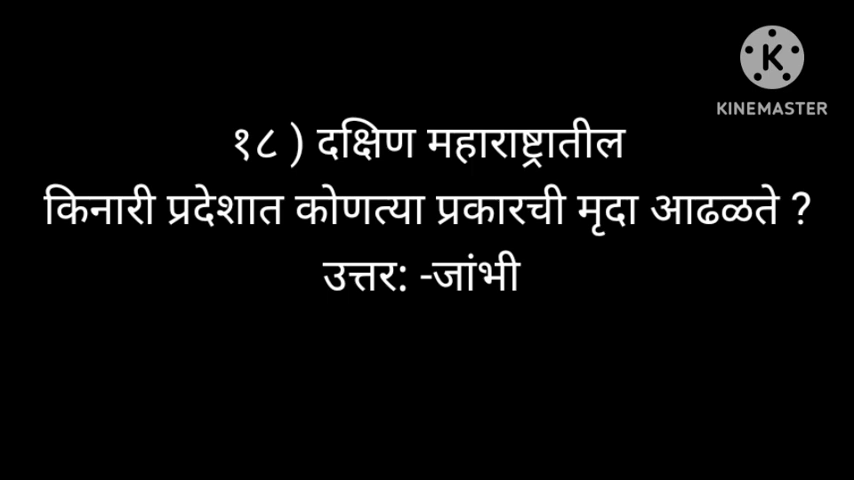 KINEMASTER
१८ ) दक्षिण महाराष्ट्रातील
किनारी प्रदेशात कोणत्या प्रकारची मृदा आढळते ?
उत्तर: -जांभी